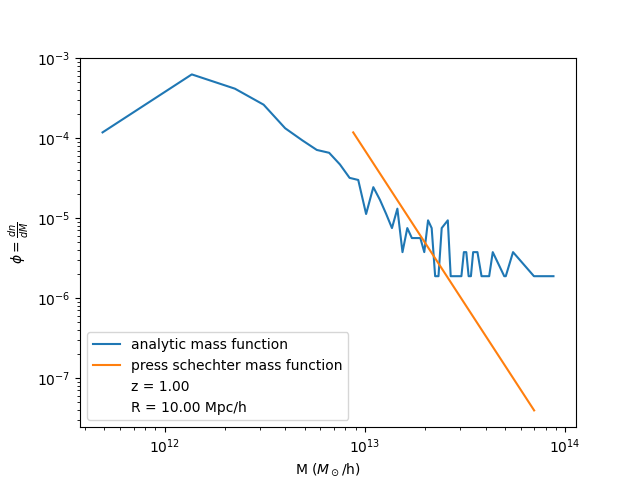 10⁻³
10⁻⁴
10⁻⁵
10⁻⁶
10⁻⁷
ϕ = dn/dM
analytic mass function
press schechter mass function
z = 1.00
R = 10.00 Mpc/h
10¹² 10¹³ 10¹⁴
M (M⊙/h)